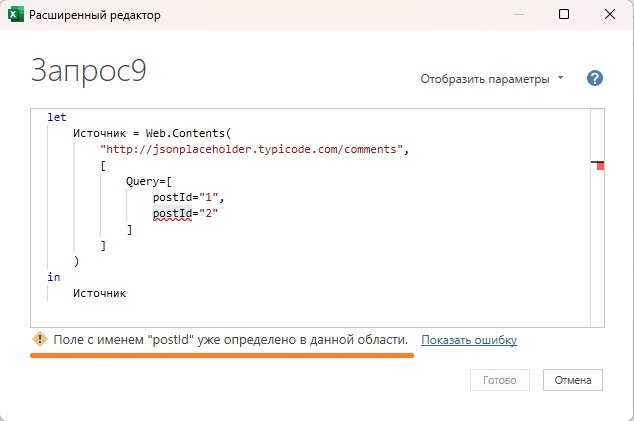 Расширенный редактор
Запрос9
Отобразить параметры
let
Источник = Web.Contents(
"http://jsonplaceholder.typicode.com/comments",
[
Query=[
postId="1",
postId="2"
]
]
)
in
Источник
Поле с именем "postId" уже определено в данной области. Показать ошибку
Готово Отмена